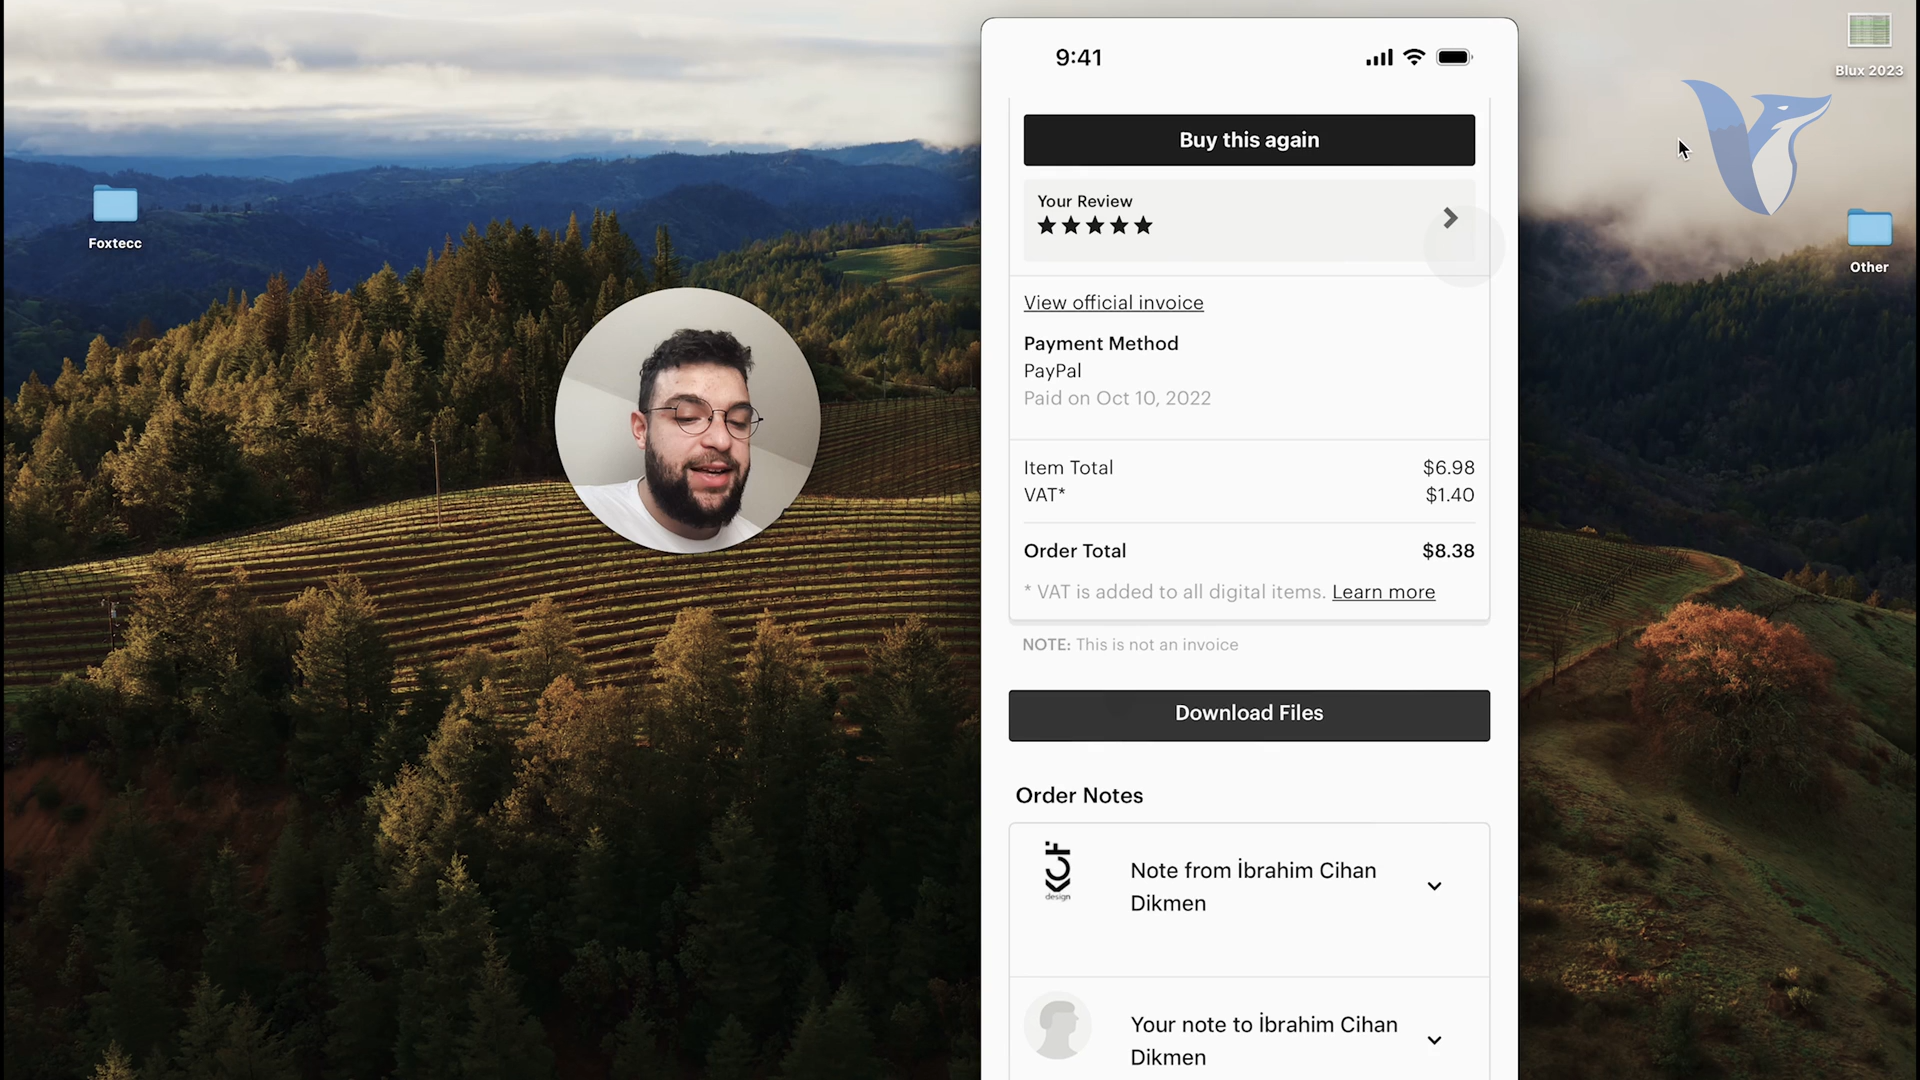 9:41
Blux 2023
Buy this again
Your Review
Foxtecc
Other
View official invoice
Payment Method
PayPal
Paid on Oct 10, 2022
Item Total $6.98
VAT* $1.40
Order Total $8.38
* VAT is added to all digital items. Learn more
NOTE: This is not an invoice
Download Files
Order Notes
design
Note from İbrahim Cihan
Dikmen
Your note to İbrahim Cihan
Dikmen